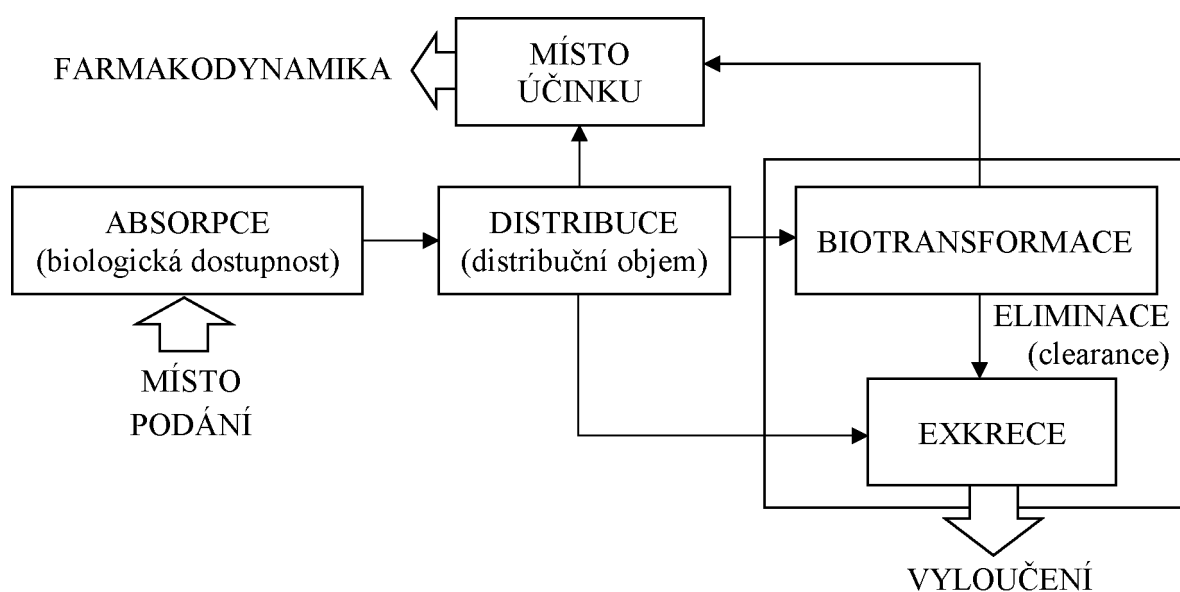 MÍSTO
ÚČINKU
FARMAKODYNAMIKA
ABSORPCE
(biologická dostupnost)
DISTRIBUCE
(distribuční objem)
BIOTRANSFORMACE
ELIMINACE
(clearance)
MÍSTO
PODÁNÍ
EXKRECE
VYLOUČENÍ